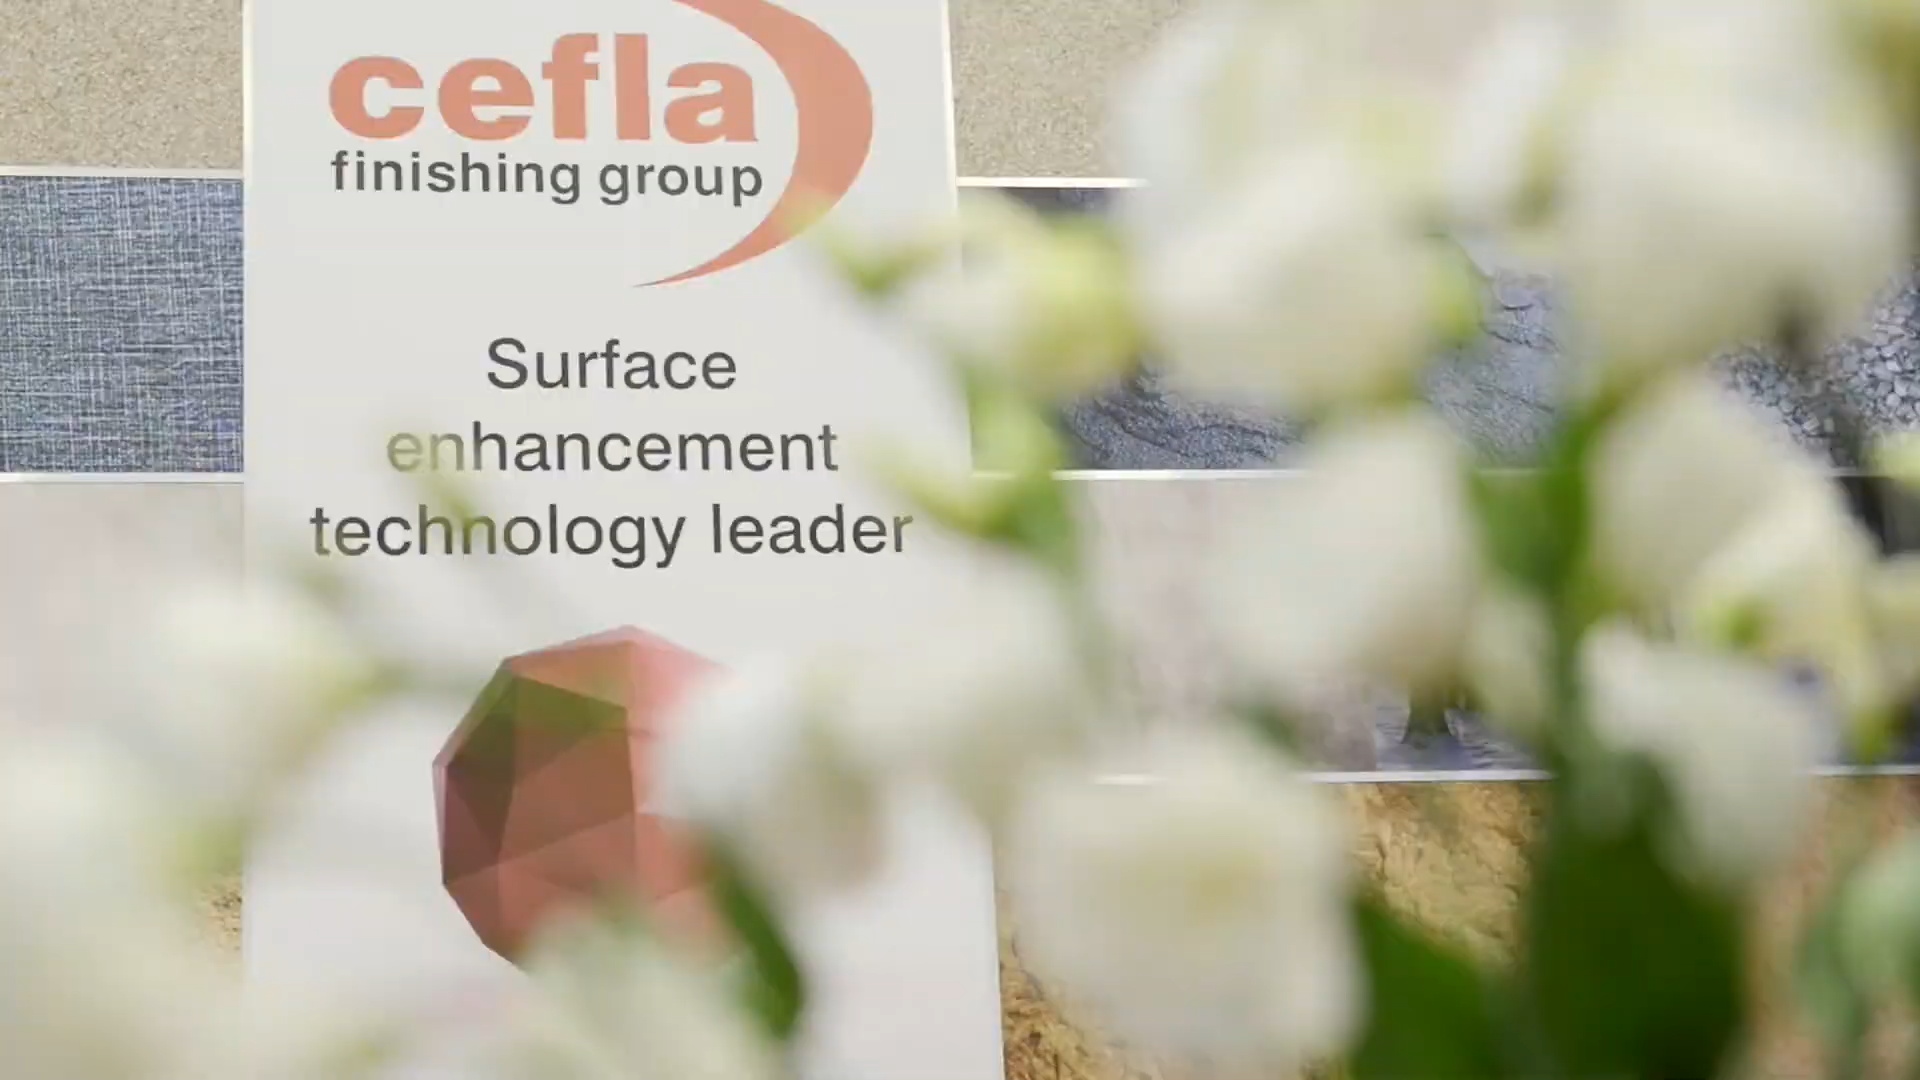 cefla
finishing group
Surface
enhancement
technology leader